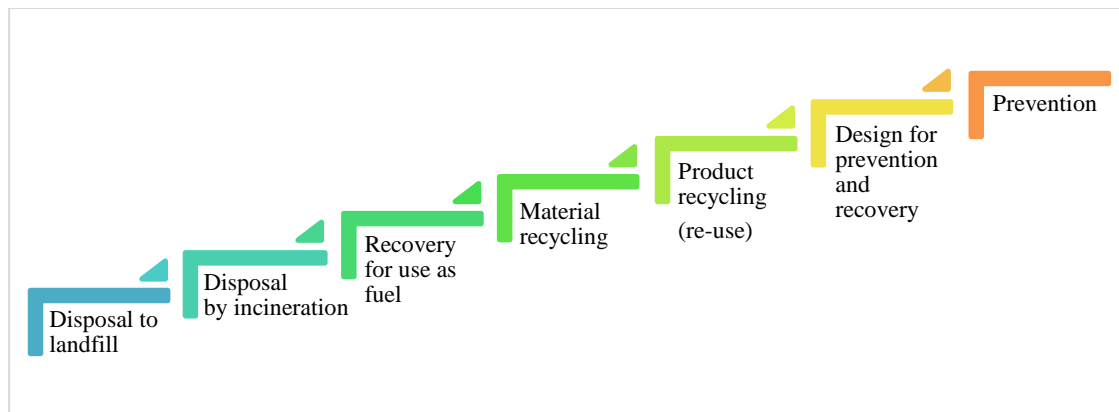 Disposal to
landfill
Disposal
by incineration
Recovery
for use as
fuel
Material
recycling
Product
recycling
(re-use)
Design for
prevention
and
recovery
Prevention